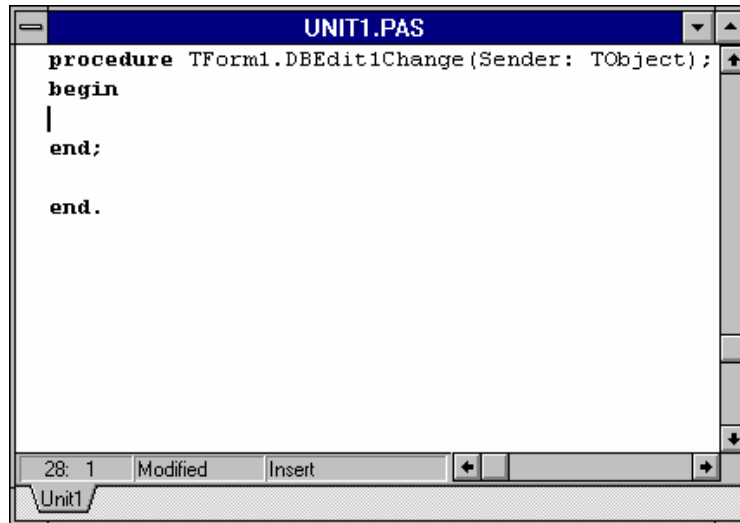 UNIT1.PAS
procedure TForm1.DBEdit1Change(Sender: TObject);
begin
end;
end.
28: 1 Modified Insert
Unit1